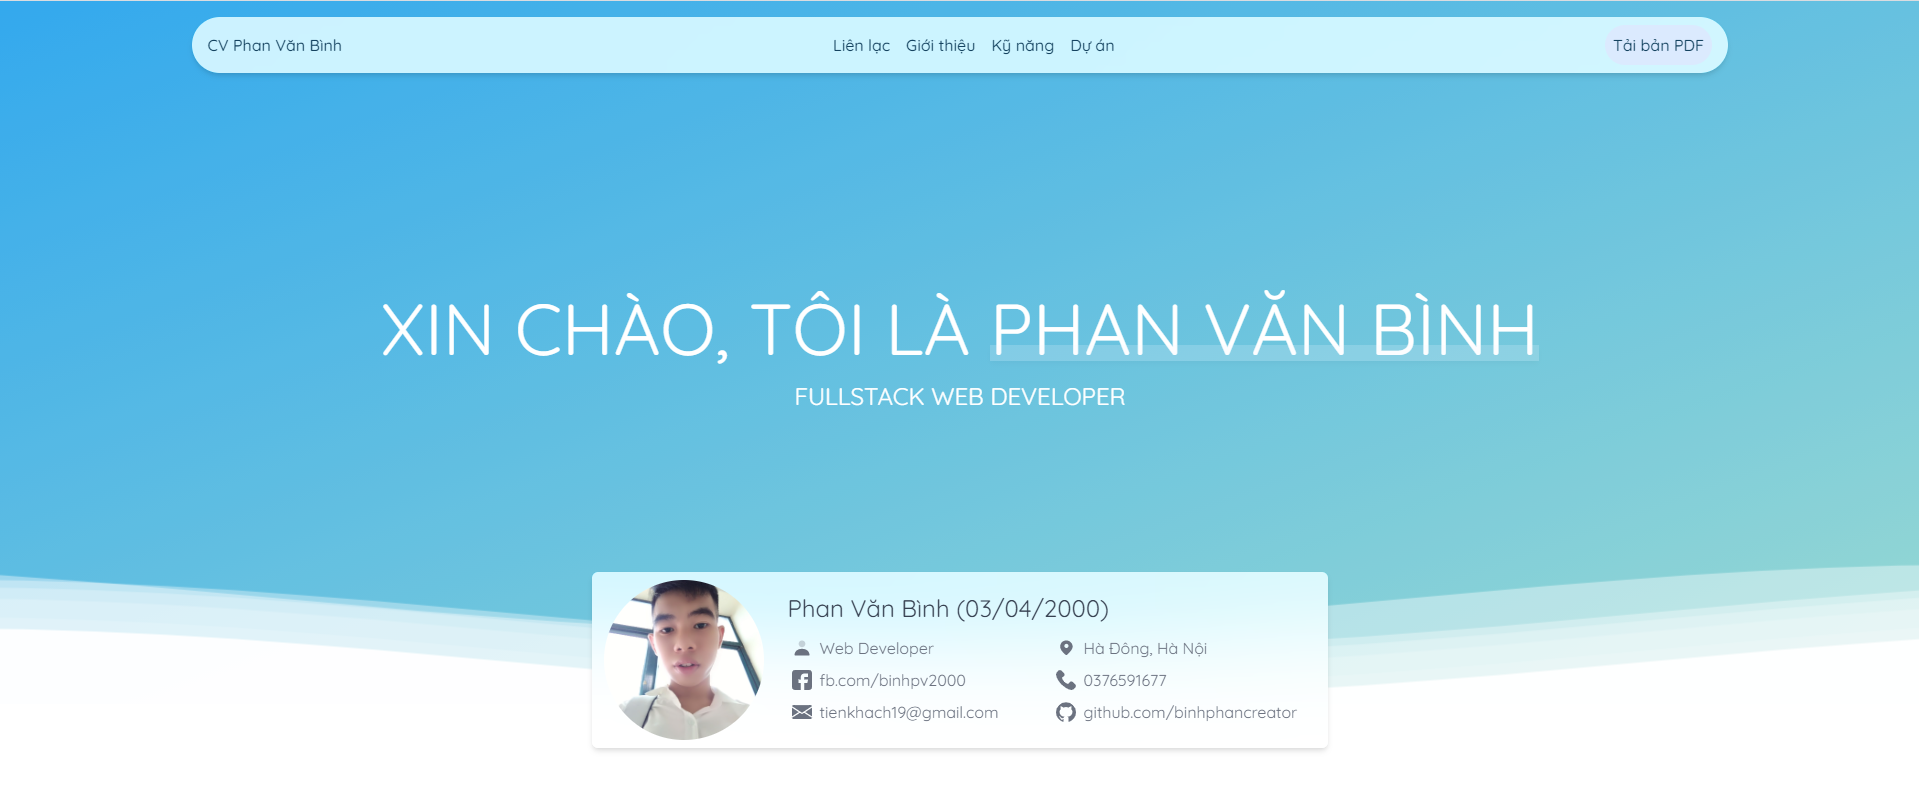 CV Phan Văn Bình
Liên lạc Giới thiệu Kỹ năng Dự án
Tải bản PDF
XIN CHÀO, TÔI LÀ PHAN VĂN BÌNH
FULLSTACK WEB DEVELOPER
Phan Văn Bình (03/04/2000)
Web Developer
Hà Đông, Hà Nội
fb.com/binhpv2000
0376591677
tienkhach19@gmail.com
github.com/binhphancreator